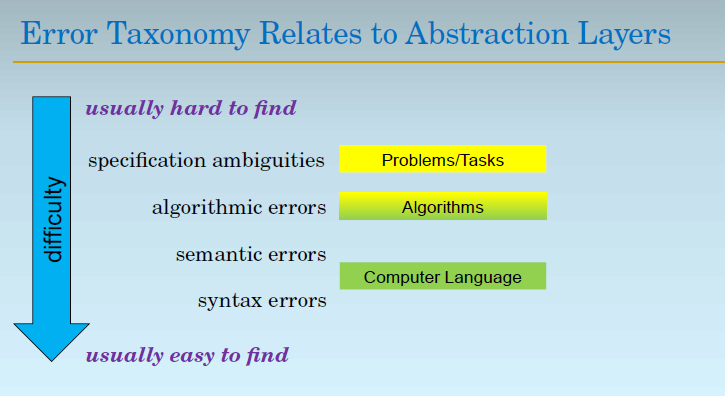 Error Taxonomy Relates to Abstraction Layers
usually hard to find
specification ambiguities
Problems/Tasks
algorithmic errors
Algorithms
semantic errors
Computer Language
syntax errors
usually easy to find
difficulty